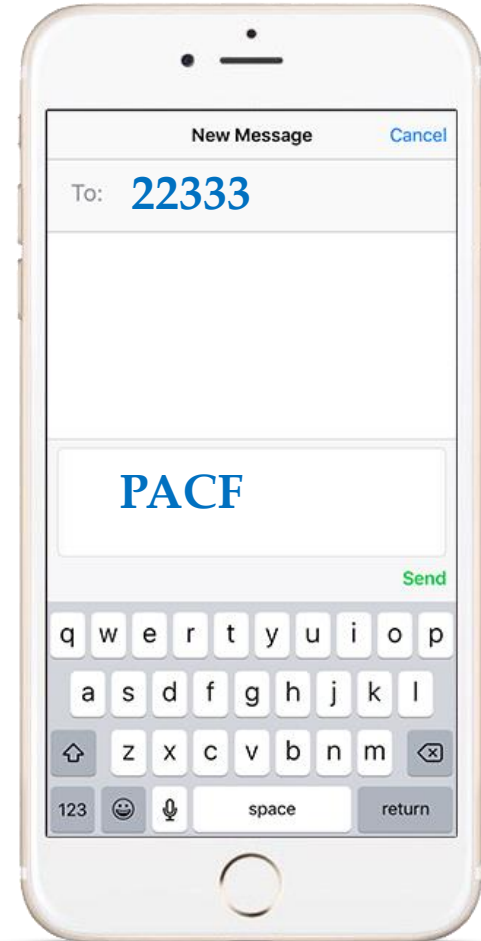 New Message Cancel
To: 22333
PACF
Send
q w e r t y u i o p
a s d f g h j k l
z x c v b n m
123 space return